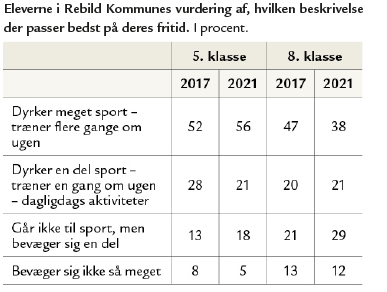 Eleverne i Rebild Kommunes vurdering af, hvilken beskrivelse
der passer bedst på deres fritid. I procent.
5. klasse 8. klasse
2017 2021 2017 2021
Dyrker meget sport –
træner flere gange om 52 56 47 38
ugen
Dyrker en del sport –
træner en gang om ugen 28 21 20 21
– dagligdags aktiviteter
Går ikke til sport, men 13 18 21 29
bevæger sig en del
Bevæger sig ikke så meget 8 5 13 12